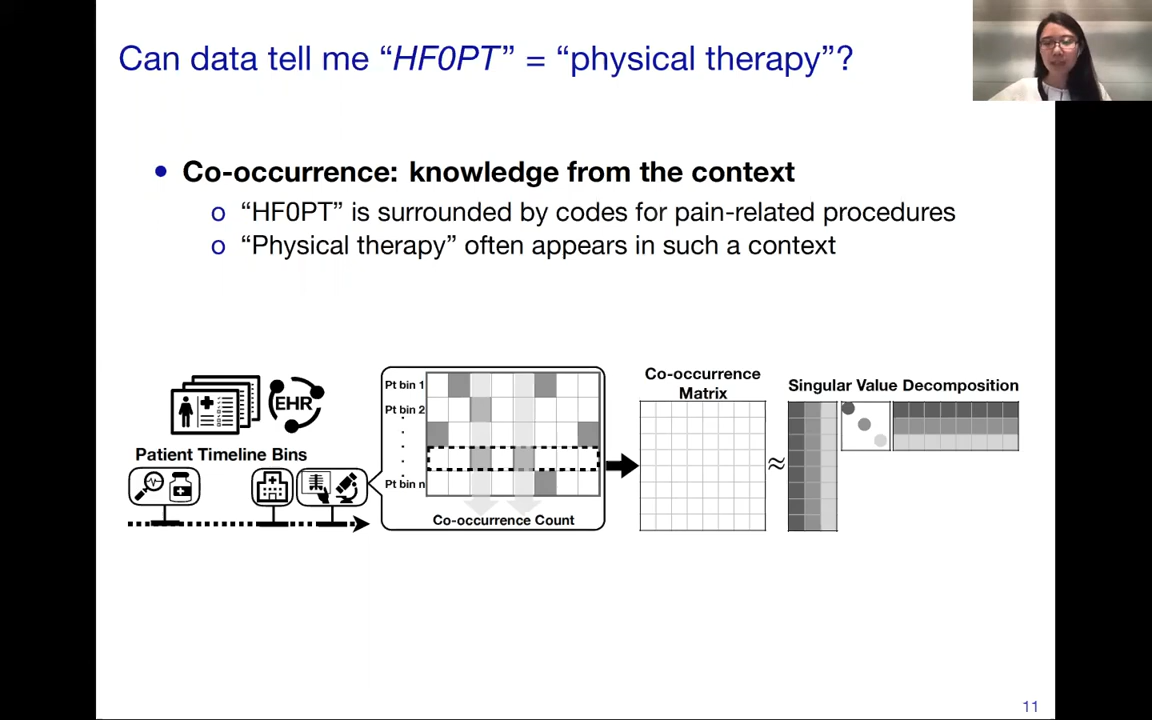 Can data tell me “HF0PT” = “physical therapy”?
• Co-occurrence: knowledge from the context
o “HF0PT” is surrounded by codes for pain-related procedures
o “Physical therapy” often appears in such a context
EHR
Patient Timeline Bins
Pt bin 1
Pt bin 2
Pt bin n
Co-occurrence Count
Co-occurrence
Matrix
≈
Singular Value Decomposition
11